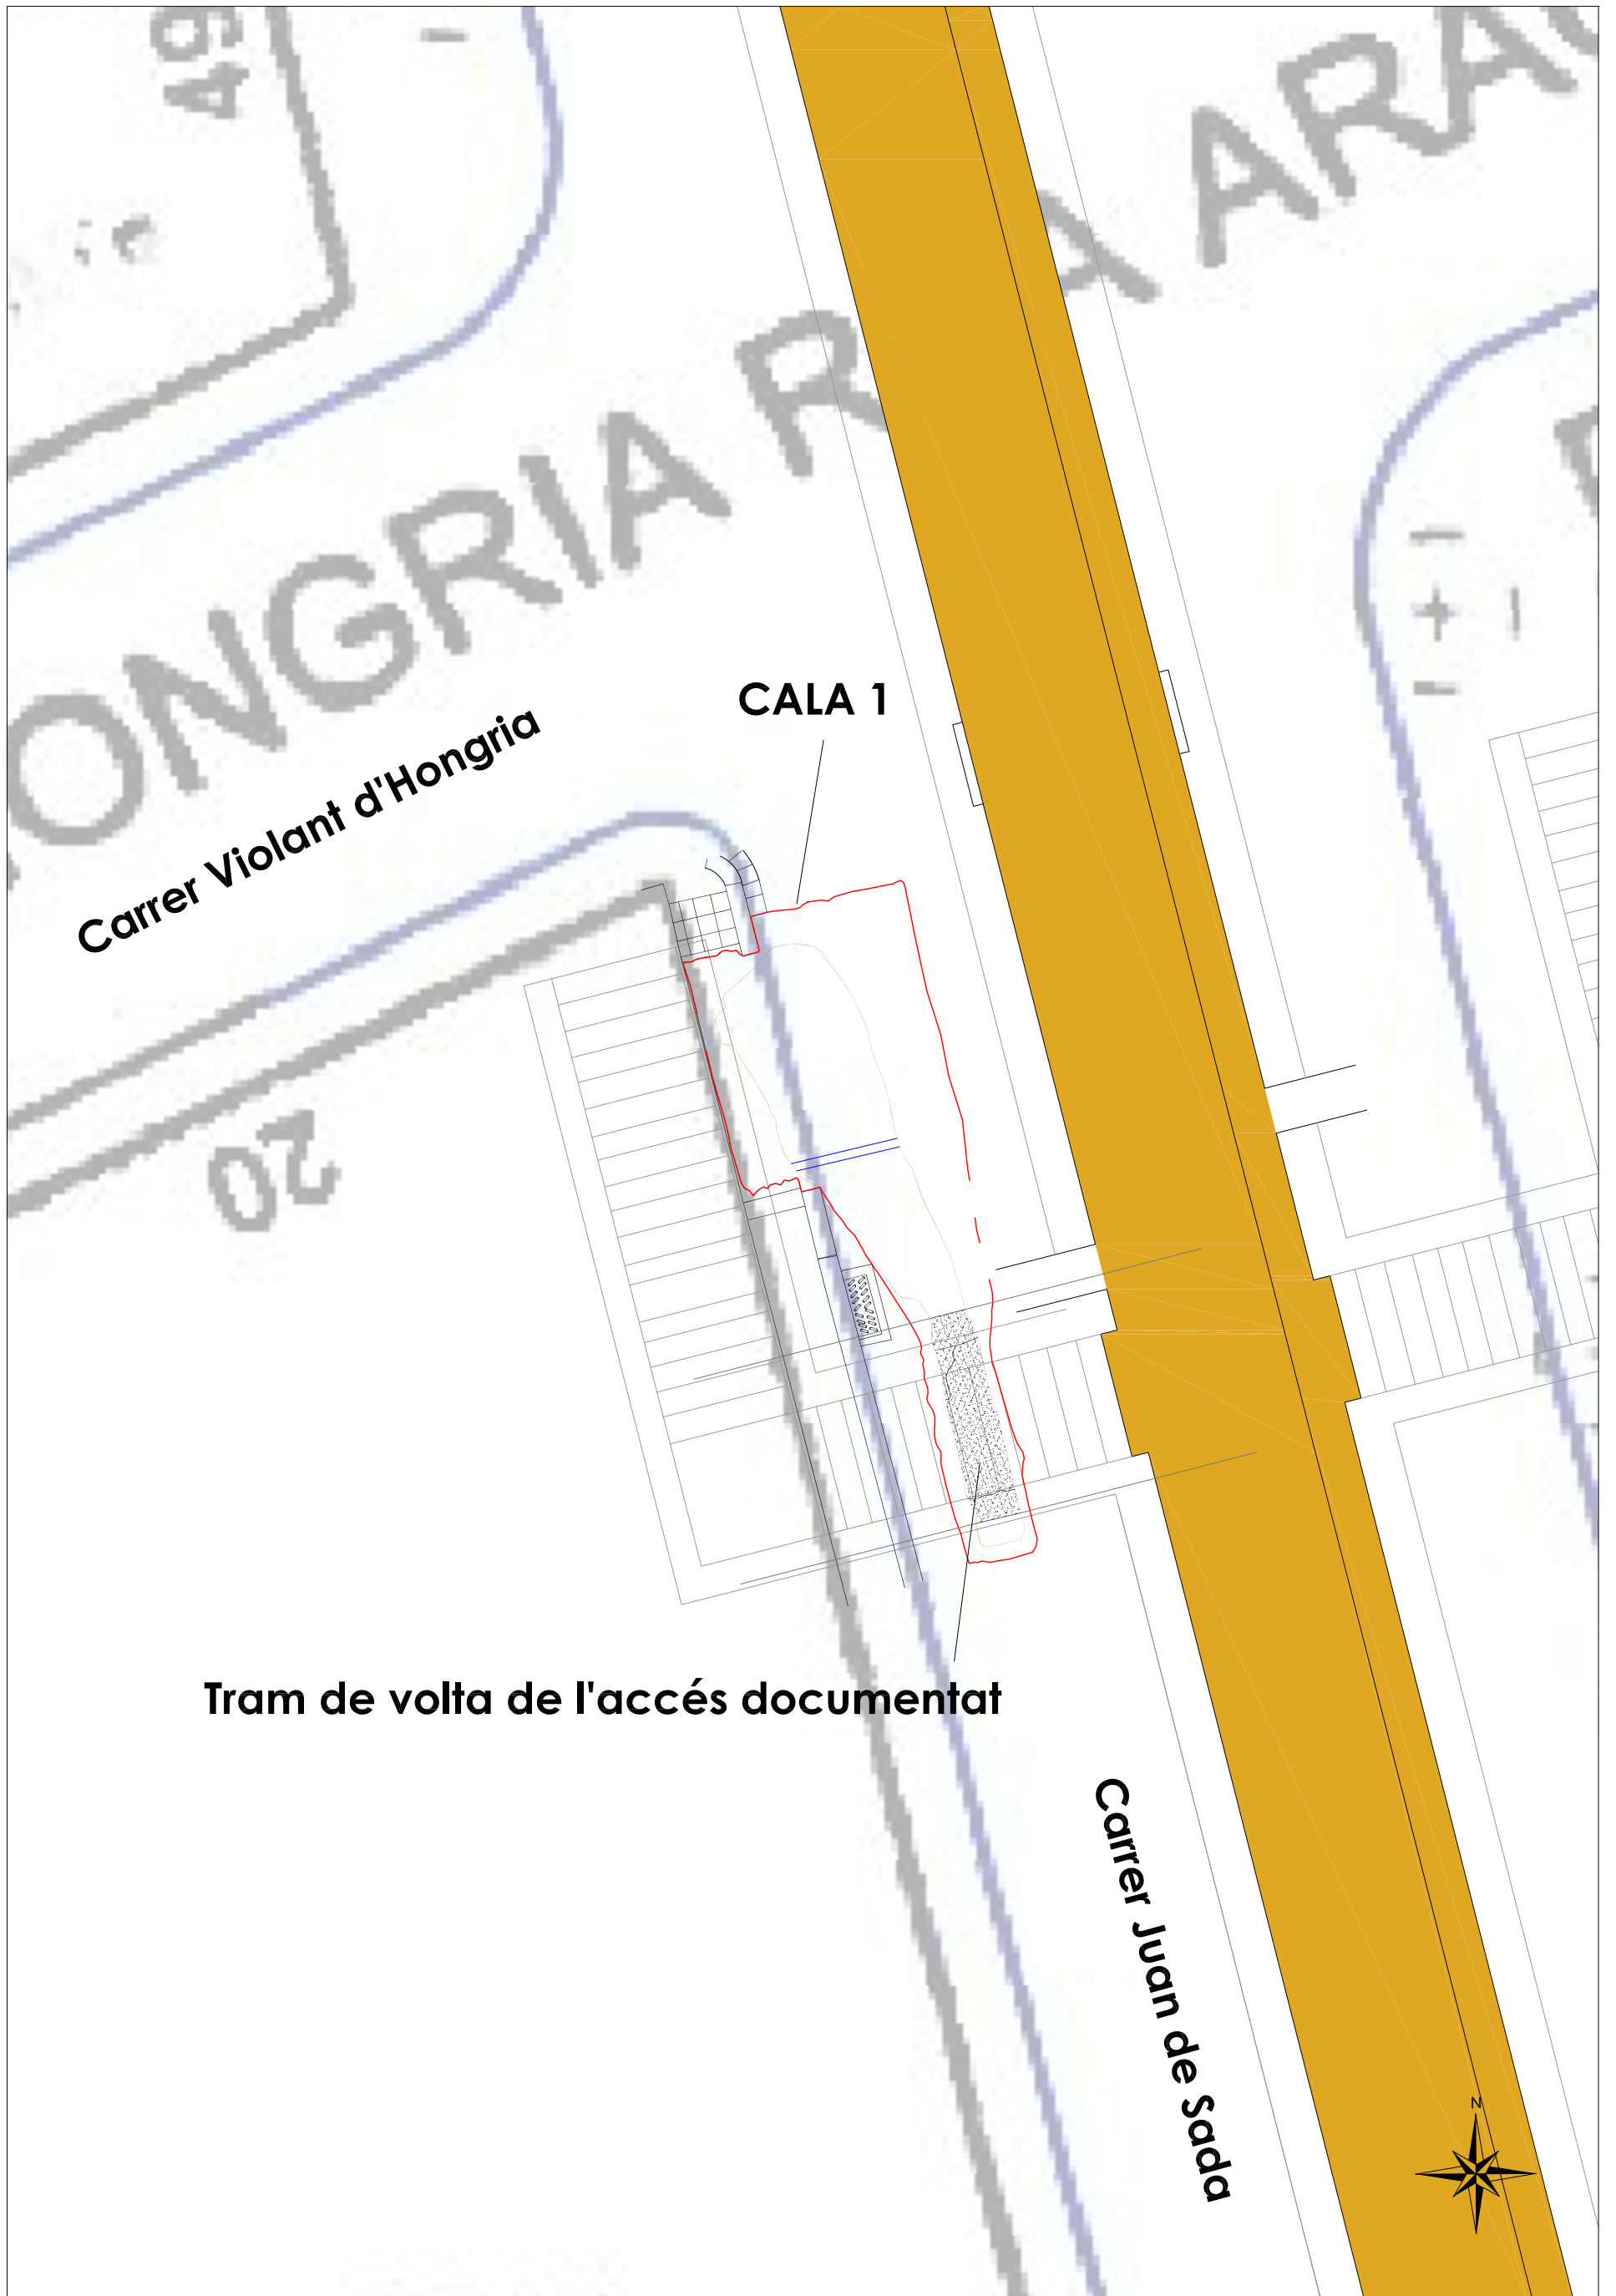 49
ONGRIA R
A ARA
CALA 1
Carrer Violant d'Hongria
20
Tram de volta de l'accés documentat
Carrer Juan de Sada
N